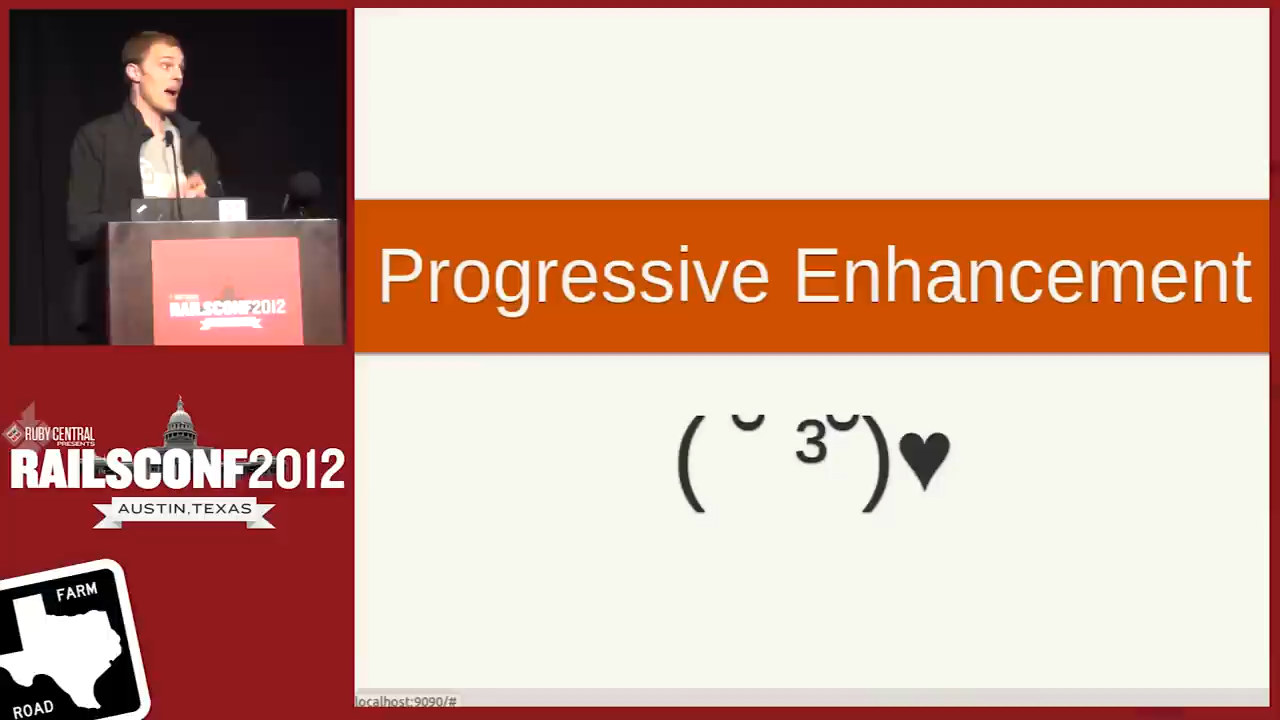 Progressive Enhancement
( ˘ ³˘)♥
localhost:9090/#
RAILSCONF2012
RUBY CENTRAL
PRESENTS
RAILSCONF2012
AUSTIN, TEXAS
FARM
ROAD